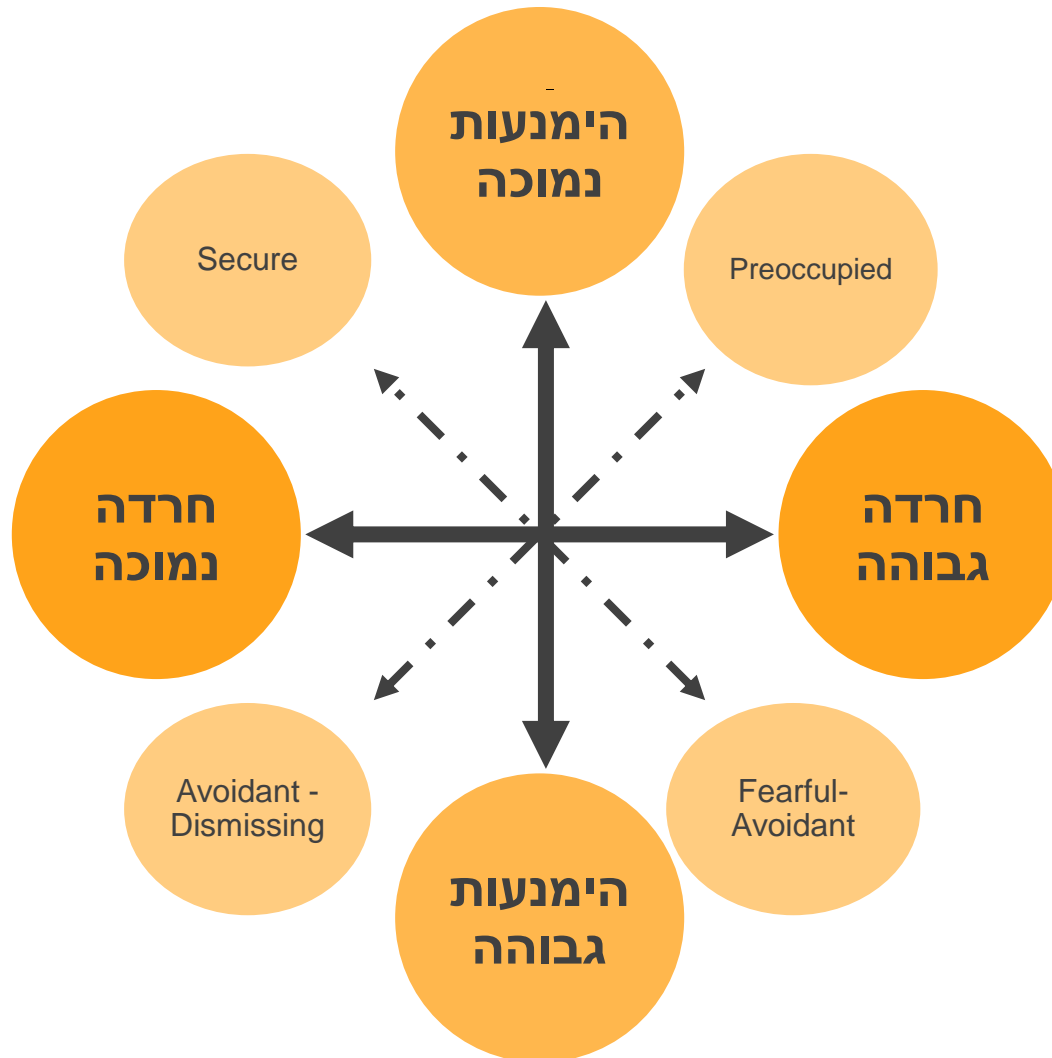 הימנעות
נמוכה
Secure
Preoccupied
חרדה
נמוכה
חרדה
גבוהה
Avoidant -
Dismissing
Fearful-
Avoidant
הימנעות
גבוהה